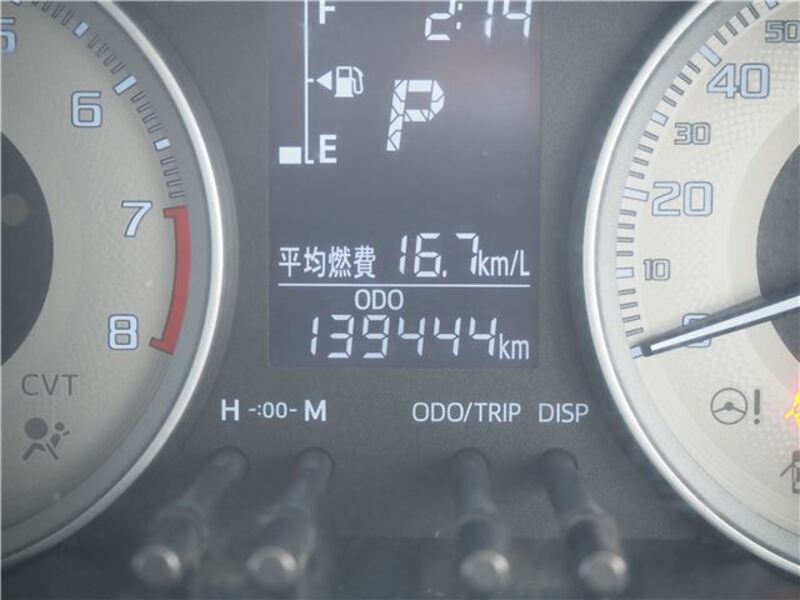 F
2:14
E
P
平均燃費 16.7km/L
ODO
139444km
6
7
8
CVT
50
40
30
20
10
0
H -:00- M
ODO/TRIP DISP
!